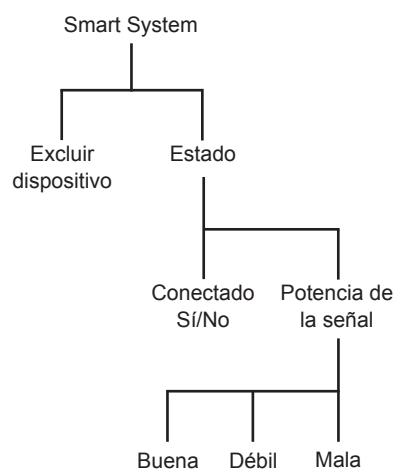 Smart System
Excluir
dispositivo
Estado
Conectado
Sí/No
Potencia de
la señal
Buena
Débil
Mala